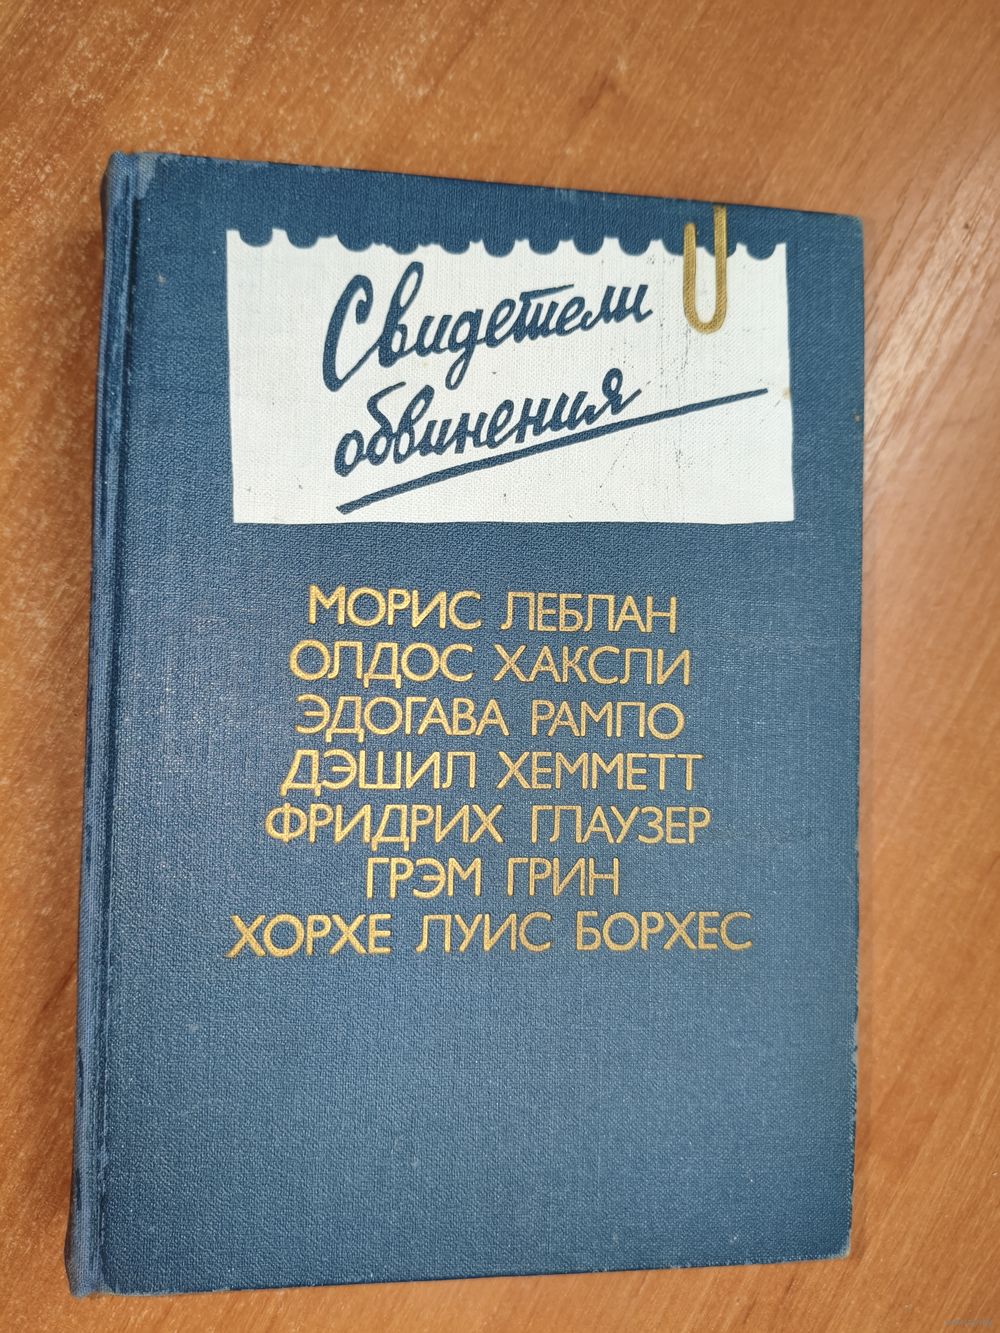 Свидетели
обвинения
МОРИС ЛЕБЛАН
ОЛДОС ХАКСЛИ
ЭДОГАВА РАМПО
ДЭШИЛ ХЕММЕТТ
ФРИДРИХ ГЛАУЗЕР
ГРЭМ ГРИН
ХОРХЕ ЛУИС БОРХЕС